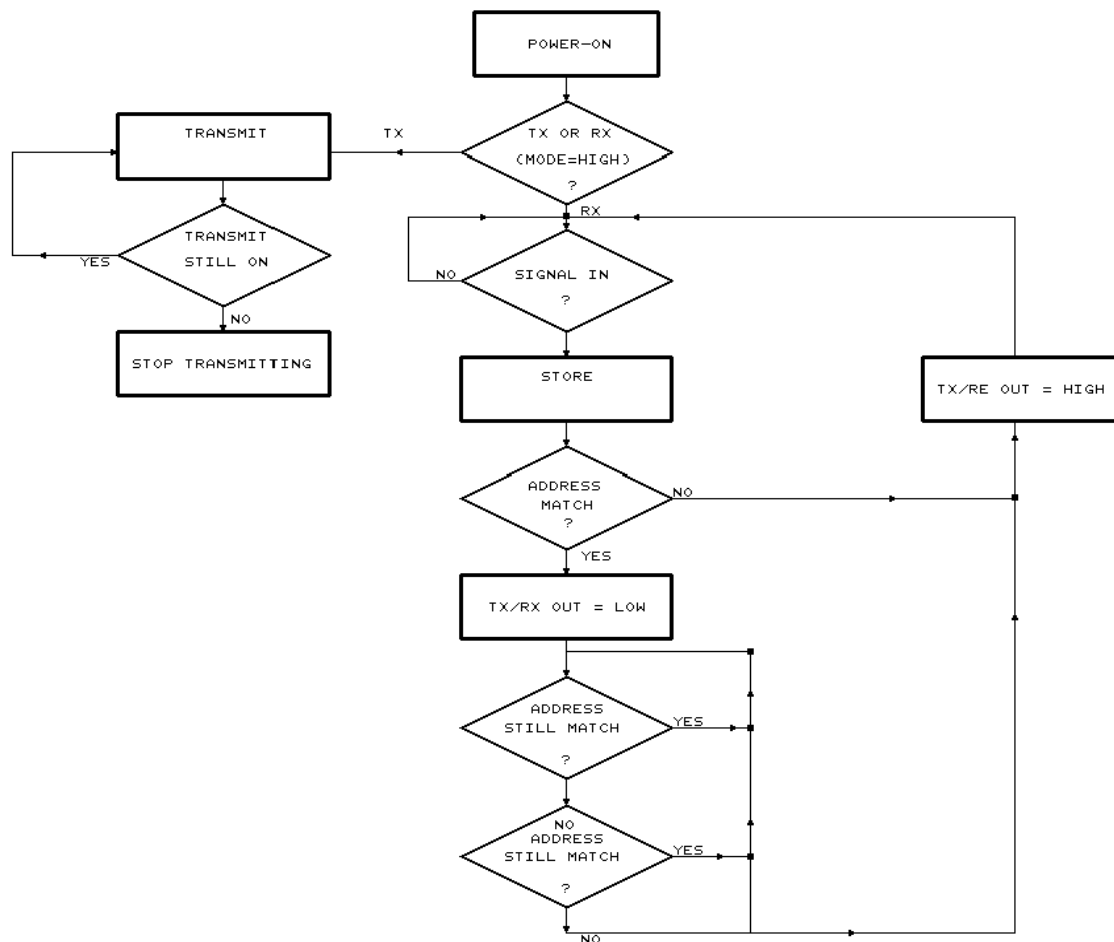 POWER-ON
TX OR RX
(MODE=HIGH)
?
TX
TRANSMIT
RX
TRANSMIT
STILL ON
YES
NO
SIGNAL IN
?
NO
STOP TRANSMITTING
STORE
TX/RE OUT = HIGH
ADDRESS
MATCH
?
NO
YES
TX/RX OUT = LOW
ADDRESS
STILL MATCH
?
YES
NO
ADDRESS
STILL MATCH
?
YES
NO